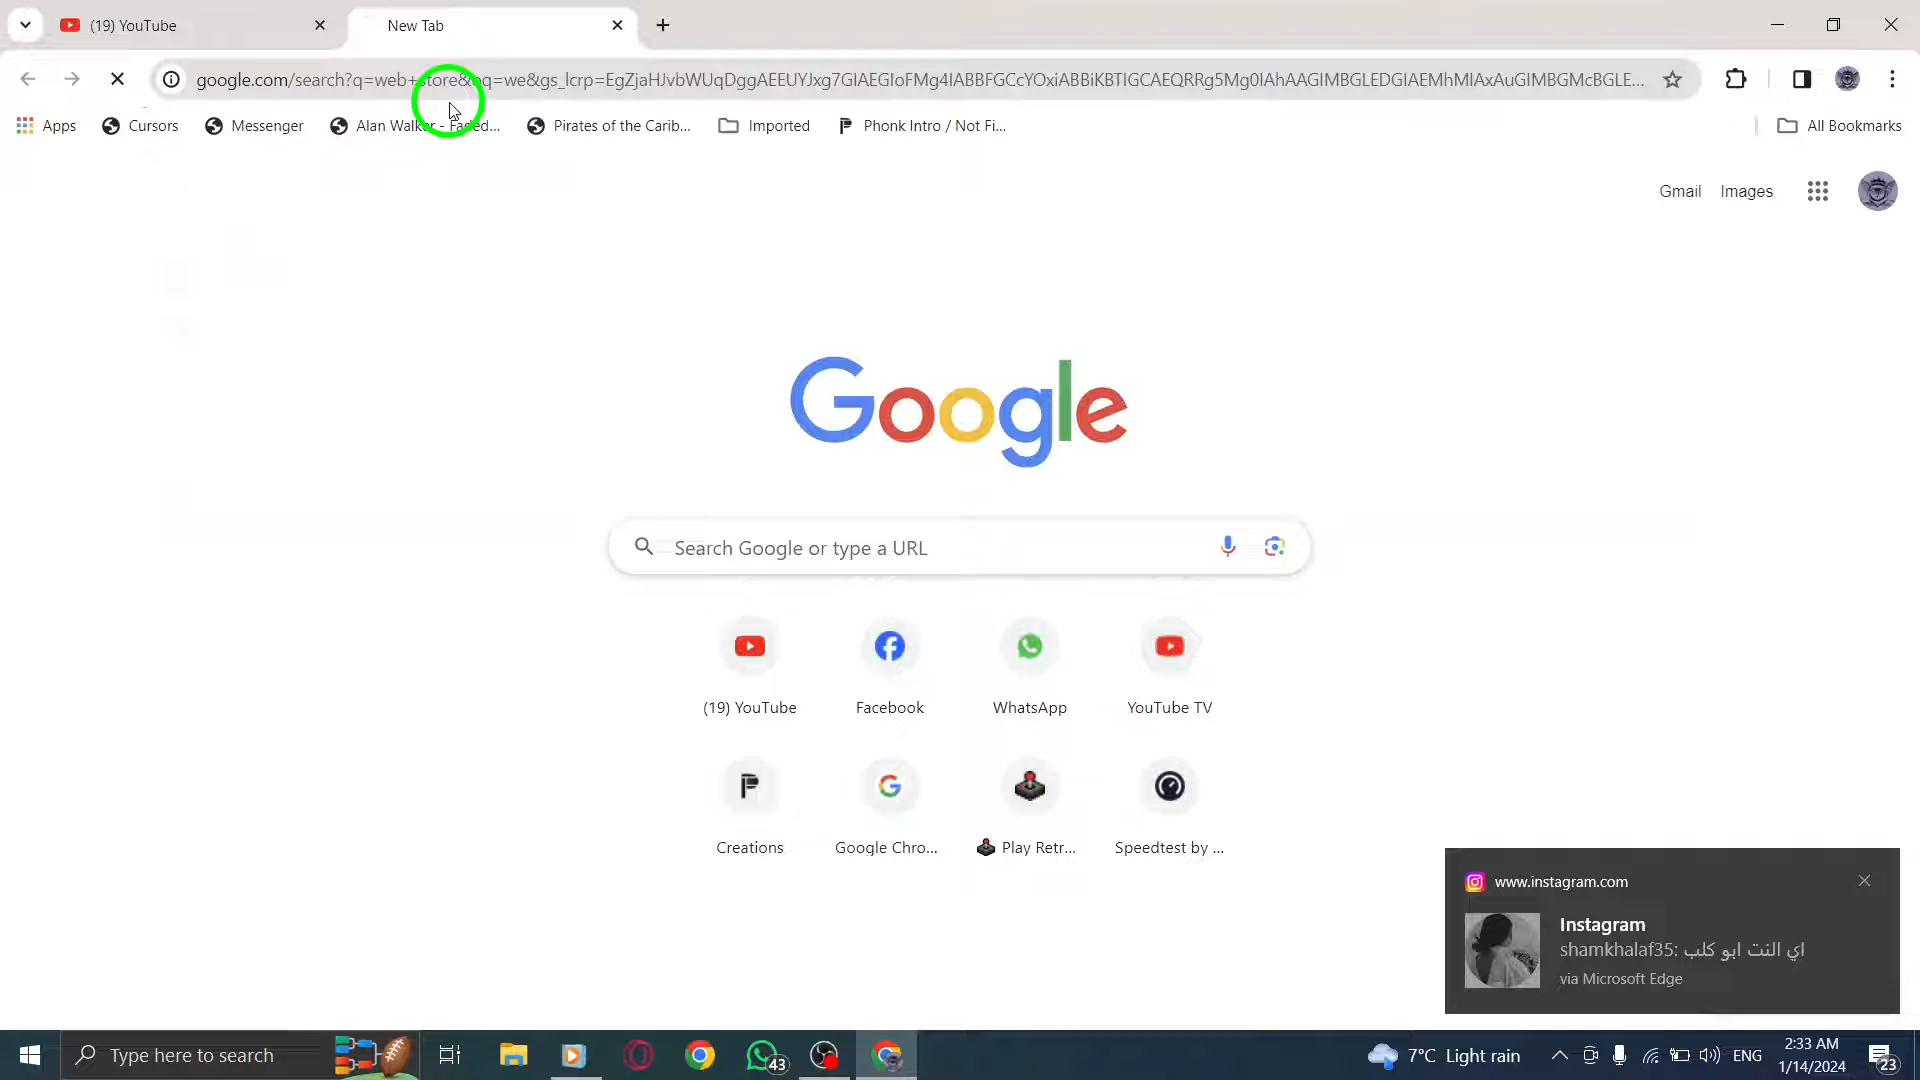 (19) YouTube
New Tab
google.com/search?q=web+store&oq=we&gs_lcrp=EgZjaHJvbWUqDggAEEUYJxg7GIAEGIoFMg4IABBFGCcYOxiABBiKBTIGCAEQRRg5Mg0IAhAAGIMBGLEDGIAEMhMIAxAuGIMBGMcBGLE...
Apps
Cursors
Messenger
Alan Walker - Faded...
Pirates of the Carib...
Imported
Phonk Intro / Not Fi...
All Bookmarks
Gmail
Images
Google
Search Google or type a URL
(19) YouTube
Facebook
WhatsApp
YouTube TV
Creations
Google Chro...
Play Retr...
Speedtest by ...
www.instagram.com
Instagram
shamkhalaf35: اي النت ابو كلب
via Microsoft Edge
Type here to search
43
7°C Light rain
ENG
2:33 AM
1/14/2024
23